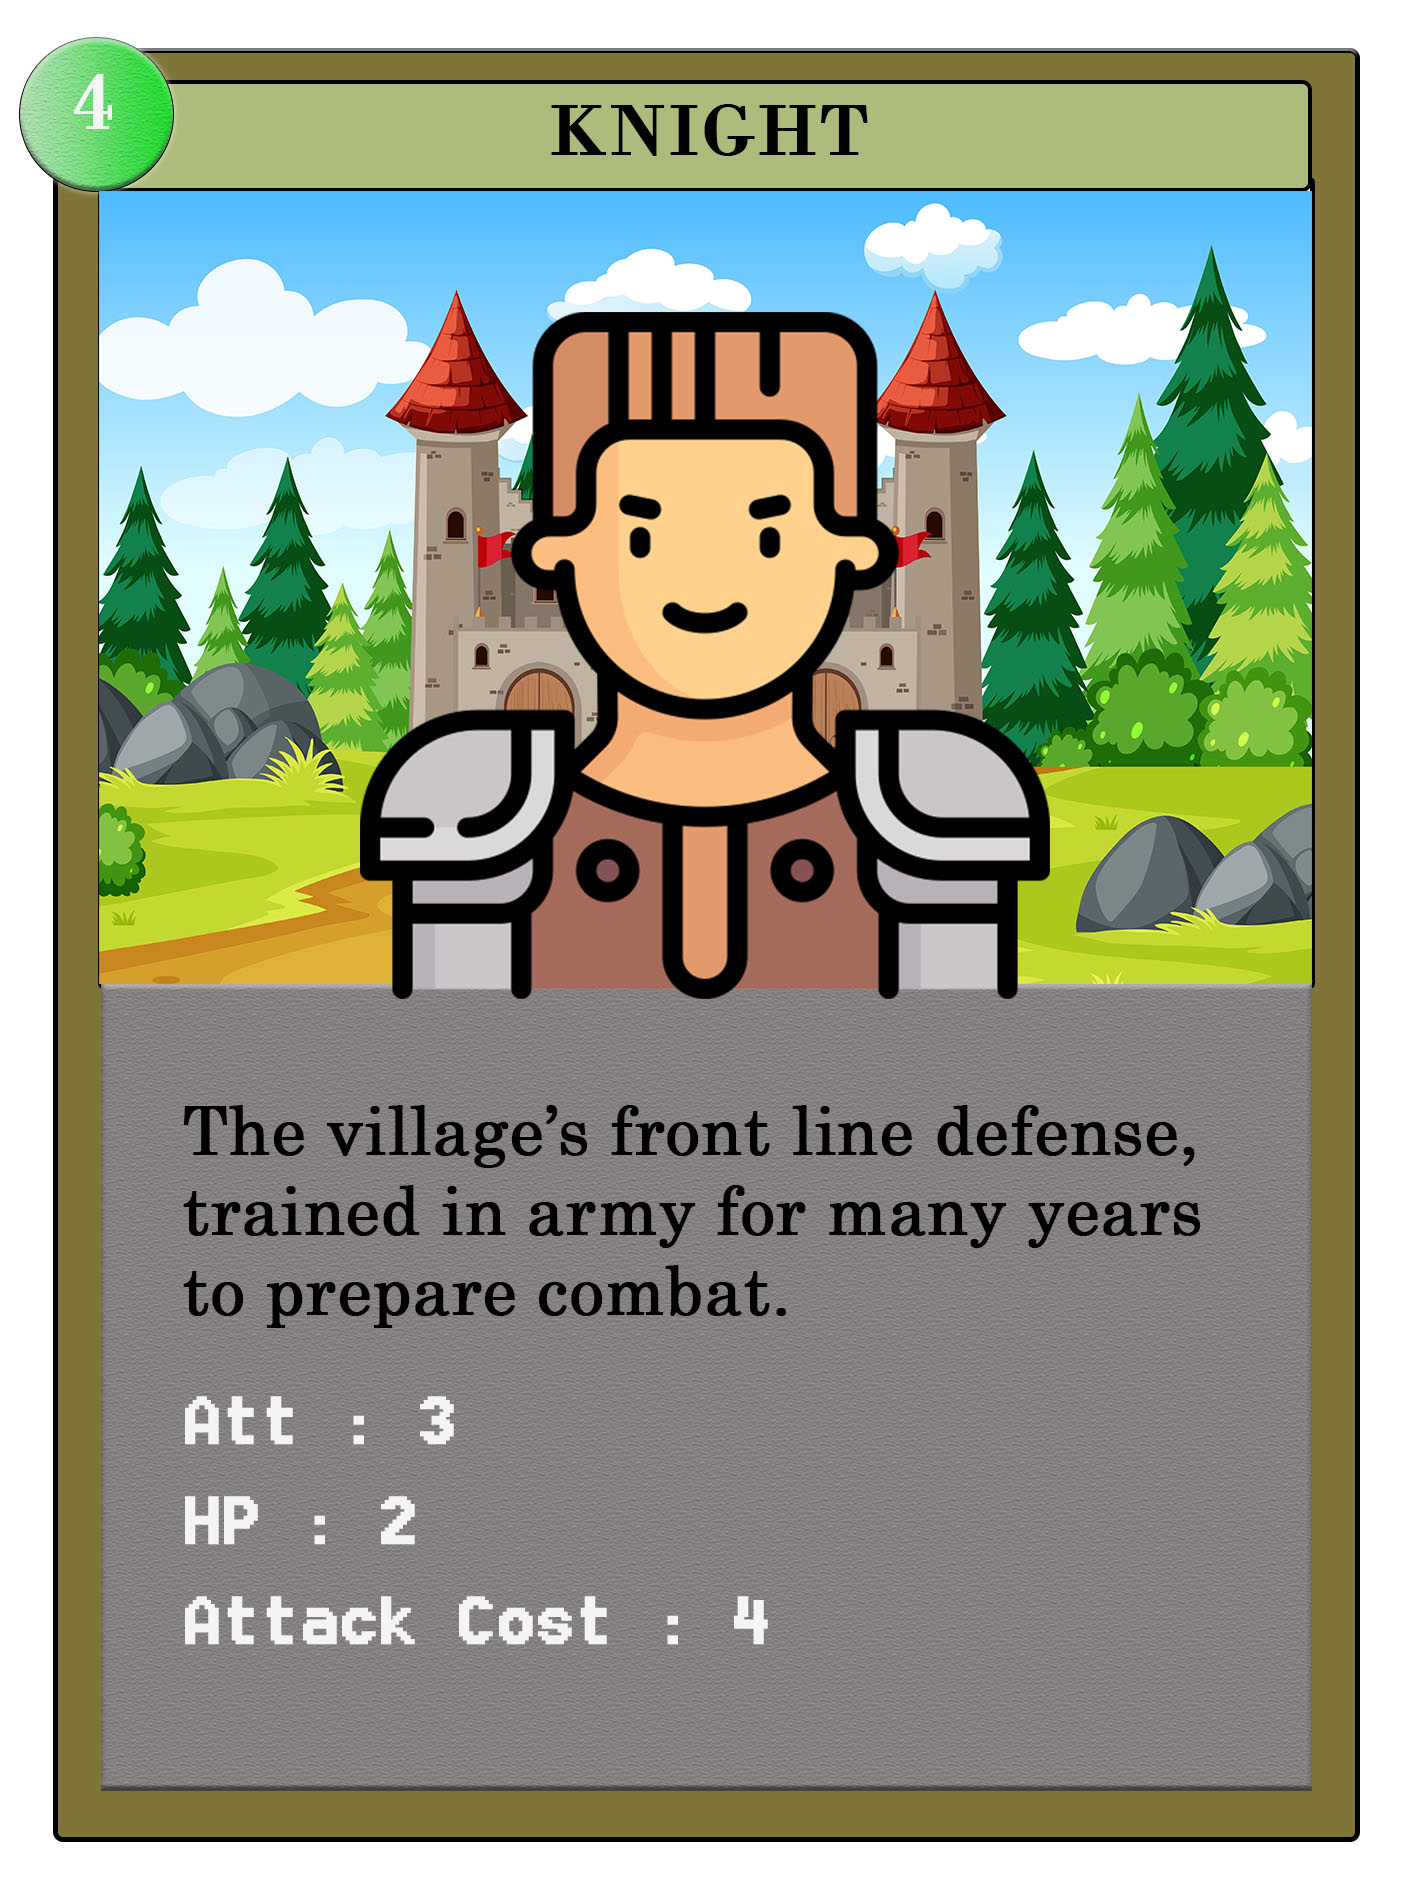 4
KNIGHT
The village’s front line defense,
trained in army for many years
to prepare combat.
Att : 3
HP : 2
Attack Cost : 4